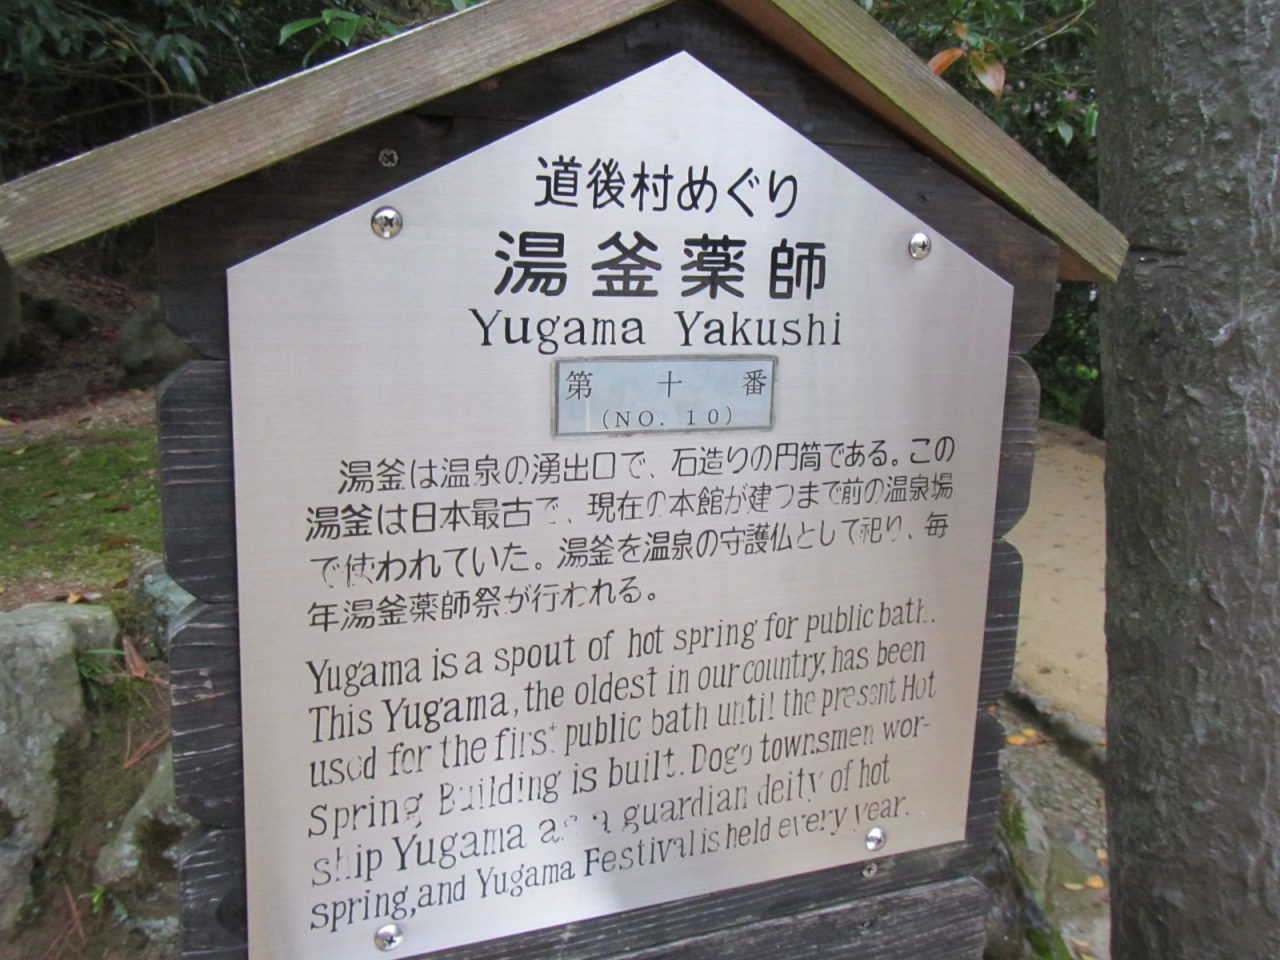 道後村めぐり
湯釜薬師
Yugama Yakushi
第十番
(NO. 10)
湯釜は温泉の湧出口で、石造りの円筒である。この
湯釜は日本最古で、現在の本館が建つまで前の温泉場
で使われていた。湯釜を温泉の守護仏として祀り、毎
年湯釜薬師祭が行われる。
Yugama is a spout of hot spring for public bath.
This Yugama, the oldest in our country, has been
used for the first public bath until the present Hot
Spring Building is built. Dogo townsmen wor-
ship Yugama as a guardian deity of hot
spring, and Yugama Festival is held every year.